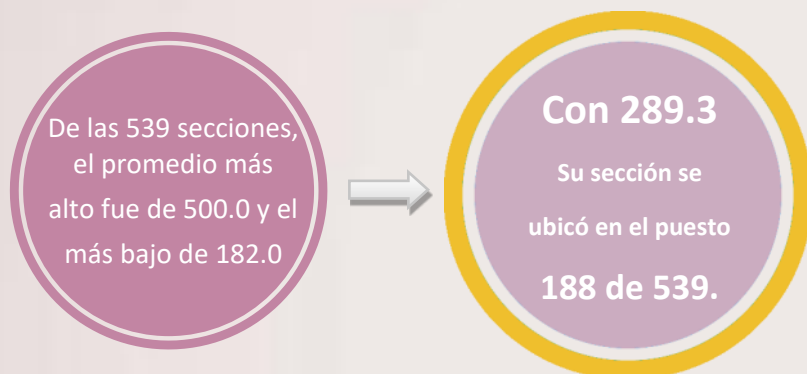 De las 539 secciones,
el promedio más
alto fue de 500.0 y el
más bajo de 182.0
Con 289.3
Su sección se
ubicó en el puesto
188 de 539.